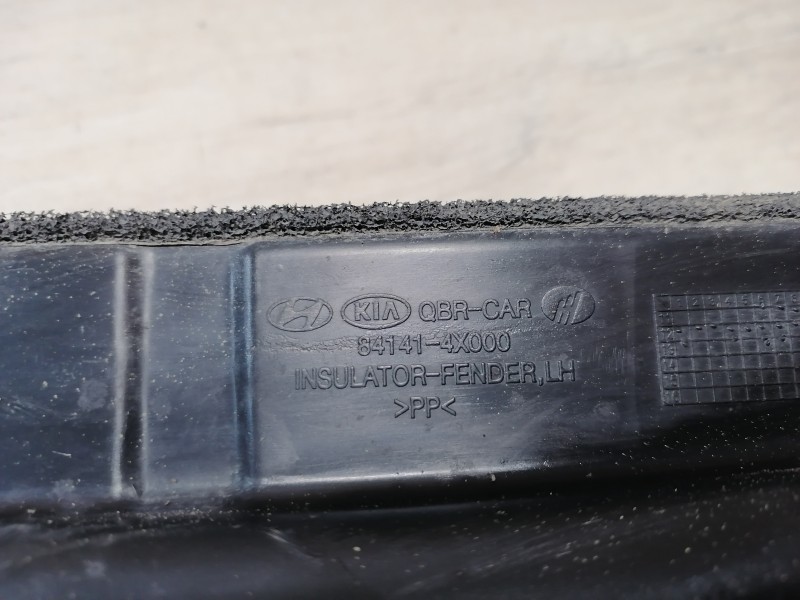 KIA QBR-CAR
84141-4X000
INSULATOR-FENDER, LH
>PP<